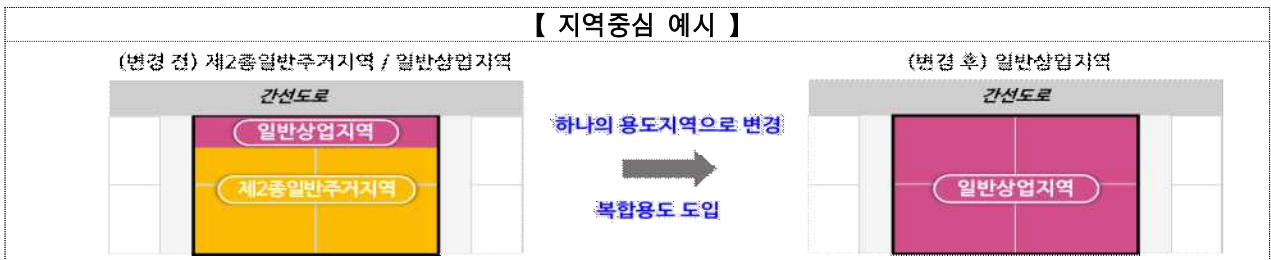 【 지역중심 예시 】
(변경 전) 제2종일반주거지역 / 일반상업지역
(변경 후) 일반상업지역
간선도로
간선도로
일반상업지역
하나의 용도지역으로 변경
제2종일반주거지역
일반상업지역
복합용도 도입